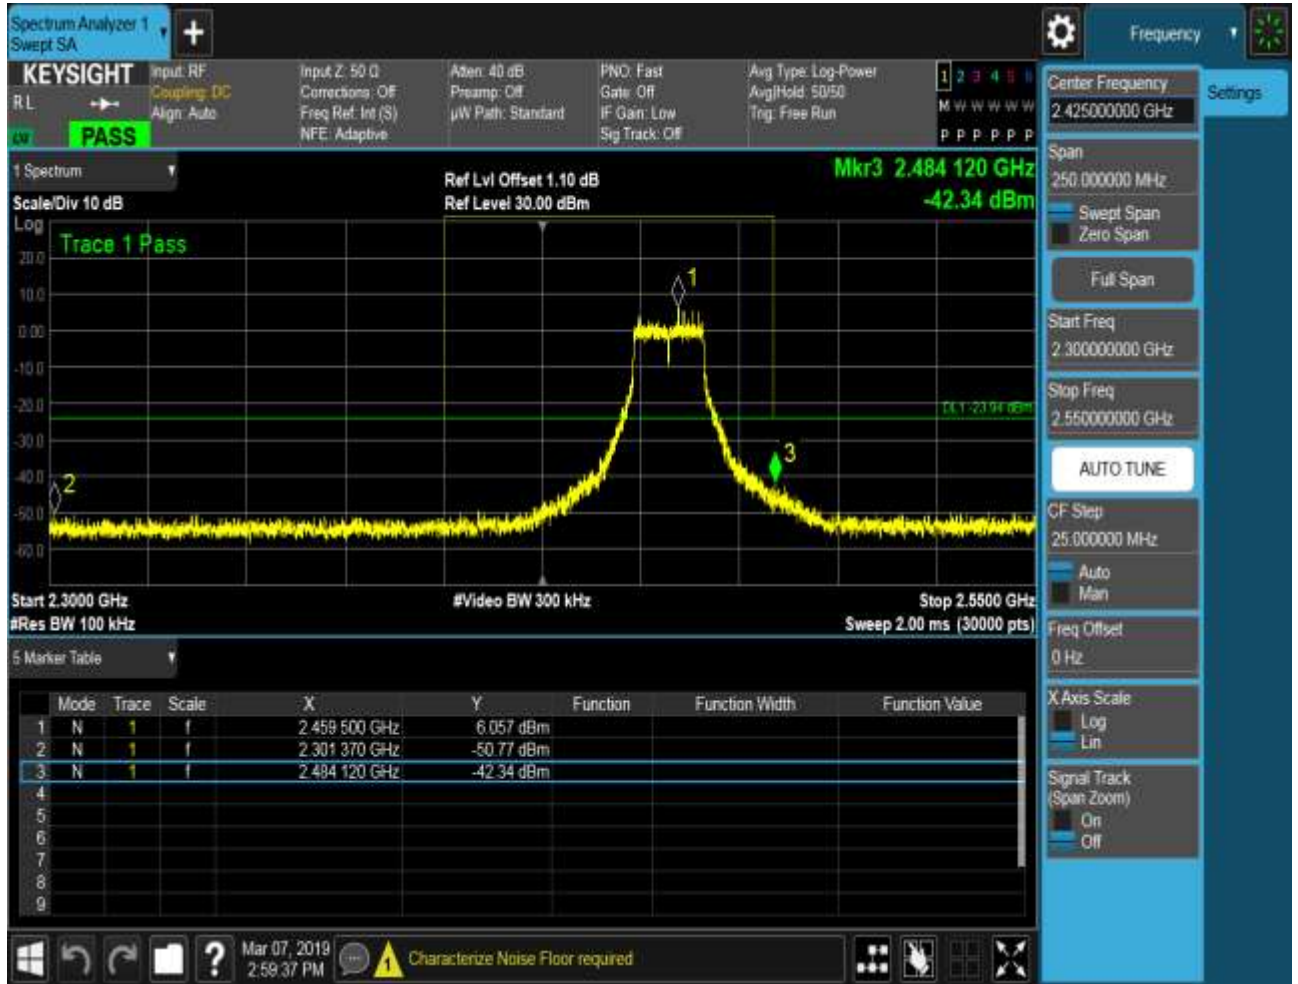 Spectrum Analyzer 1
Swept SA
Frequency
KEYSIGHT
RL
PASS
Input: RF
Coupling: DC
Align: Auto
Input Z: 50 Ω
Corrections: Off
Freq Ref: Int (S)
NFE: Adaptive
Atten: 40 dB
Preamp: Off
µW Path: Standard
PNO: Fast
Gate: Off
IF Gain: Low
Sig Track: Off
Avg Type: Log-Power
Avg|Hold: 50/50
Trig: Free Run
1 2 3 4 5 6
M W W W W W
P P P P P P
1 Spectrum
Scale/Div 10 dB
Ref Lvl Offset 1.10 dB
Ref Level 30.00 dBm
Mkr3 2.484 120 GHz
-42.34 dBm
Log
Trace 1 Pass
20.0
10.0
0.00
-10.0
-20.0
-30.0
-40.0
-50.0
-60.0
1
2
3
DL1 -23.94 dBm
Start 2.3000 GHz
#Res BW 100 kHz
#Video BW 300 kHz
Stop 2.5500 GHz
Sweep 2.00 ms (30000 pts)
5 Marker Table
Mode Trace Scale X Y Function Function Width Function Value
1 N 1 f 2.459 500 GHz 6.057 dBm
2 N 1 f 2.301 370 GHz -50.77 dBm
3 N 1 f 2.484 120 GHz -42.34 dBm
4
5
6
7
8
9
Mar 07, 2019
2:59:37 PM
1
Characterize Noise Floor required
Settings
Center Frequency
2.425000000 GHz
Span
250.000000 MHz
Swept Span
Zero Span
Full Span
Start Freq
2.300000000 GHz
Stop Freq
2.550000000 GHz
AUTO TUNE
CF Step
25.000000 MHz
Auto
Man
Freq Offset
0 Hz
X Axis Scale
Log
Lin
Signal Track
(Span Zoom)
On
Off